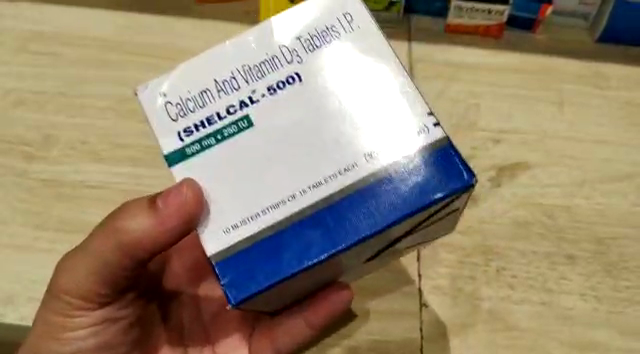 Calcium And Vitamin D3 Tablets I.P.
(SHELCAL-500)
500 mg + 250 IU
10 BLISTER STRIPS OF 15 TABLETS EACH